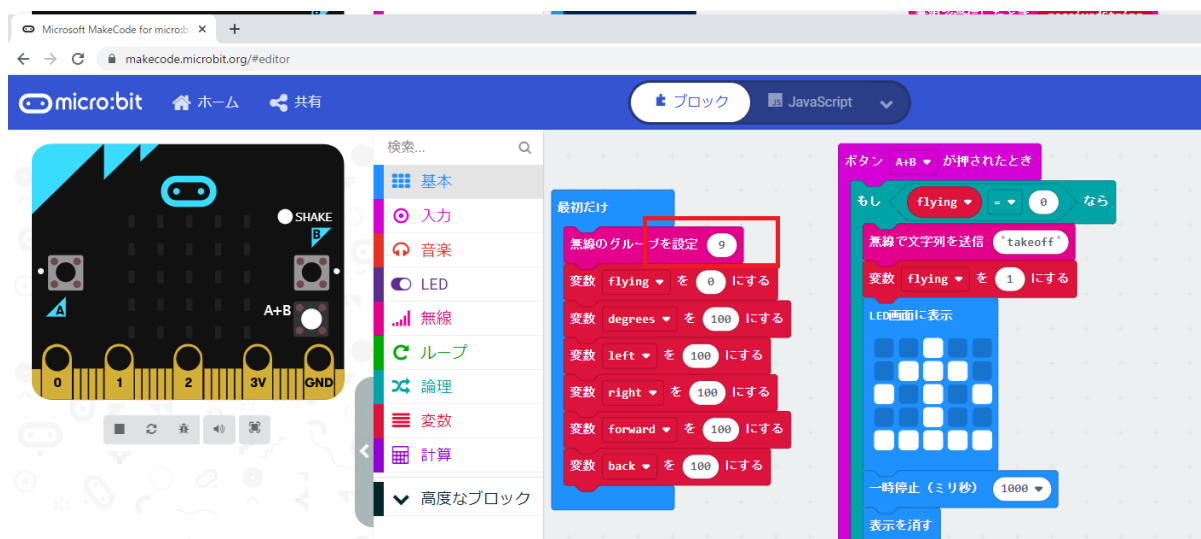 Microsoft MakeCode for micro:bi
makecode.microbit.org/#editor
micro:bit
ホーム
共有
ブロック
JavaScript
SHAKE
B
A
A+B
0
1
2
3V
GND
検索...
基本
入力
音楽
LED
無線
ループ
論理
変数
計算
高度なブロック
最初だけ
無線のグループを設定 9
変数 flying を 0 にする
変数 degrees を 100 にする
変数 left を 100 にする
変数 right を 100 にする
変数 forward を 100 にする
変数 back を 100 にする
ボタン A+B が押されたとき
もし flying = 0 なら
無線で文字列を送信 "takeoff"
変数 flying を 1 にする
LED画面に表示
一時停止（ミリ秒） 1000
表示を消す